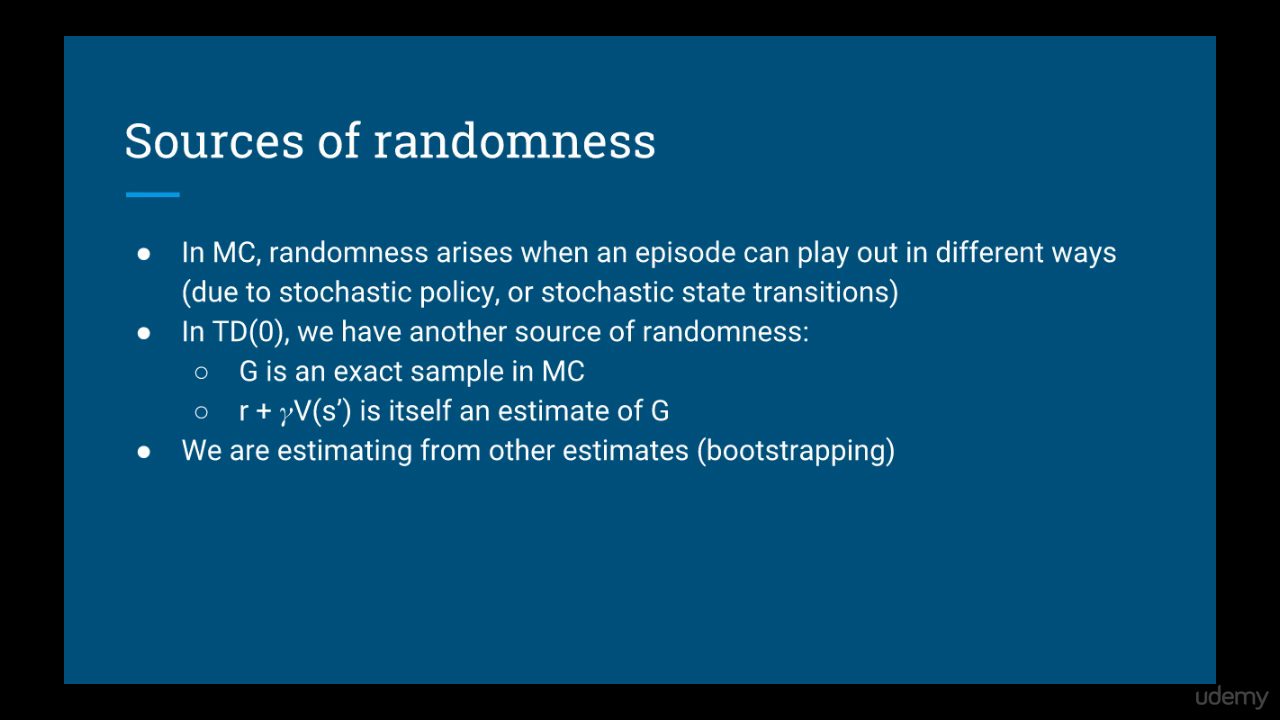 Sources of randomness
● In MC, randomness arises when an episode can play out in different ways
(due to stochastic policy, or stochastic state transitions)
● In TD(0), we have another source of randomness:
○ G is an exact sample in MC
○ r + 𝛾V(s’) is itself an estimate of G
● We are estimating from other estimates (bootstrapping)
udemy